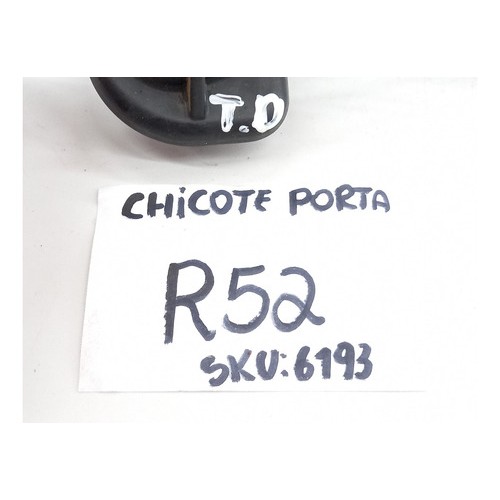 T.D
CHICOTE PORTA
R52
SKU:6193